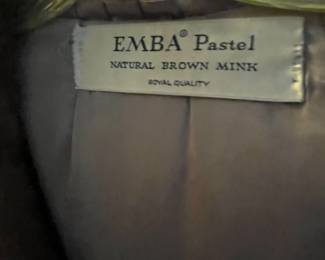 EMBA® Pastel
NATURAL BROWN MINK
ROYAL QUALITY